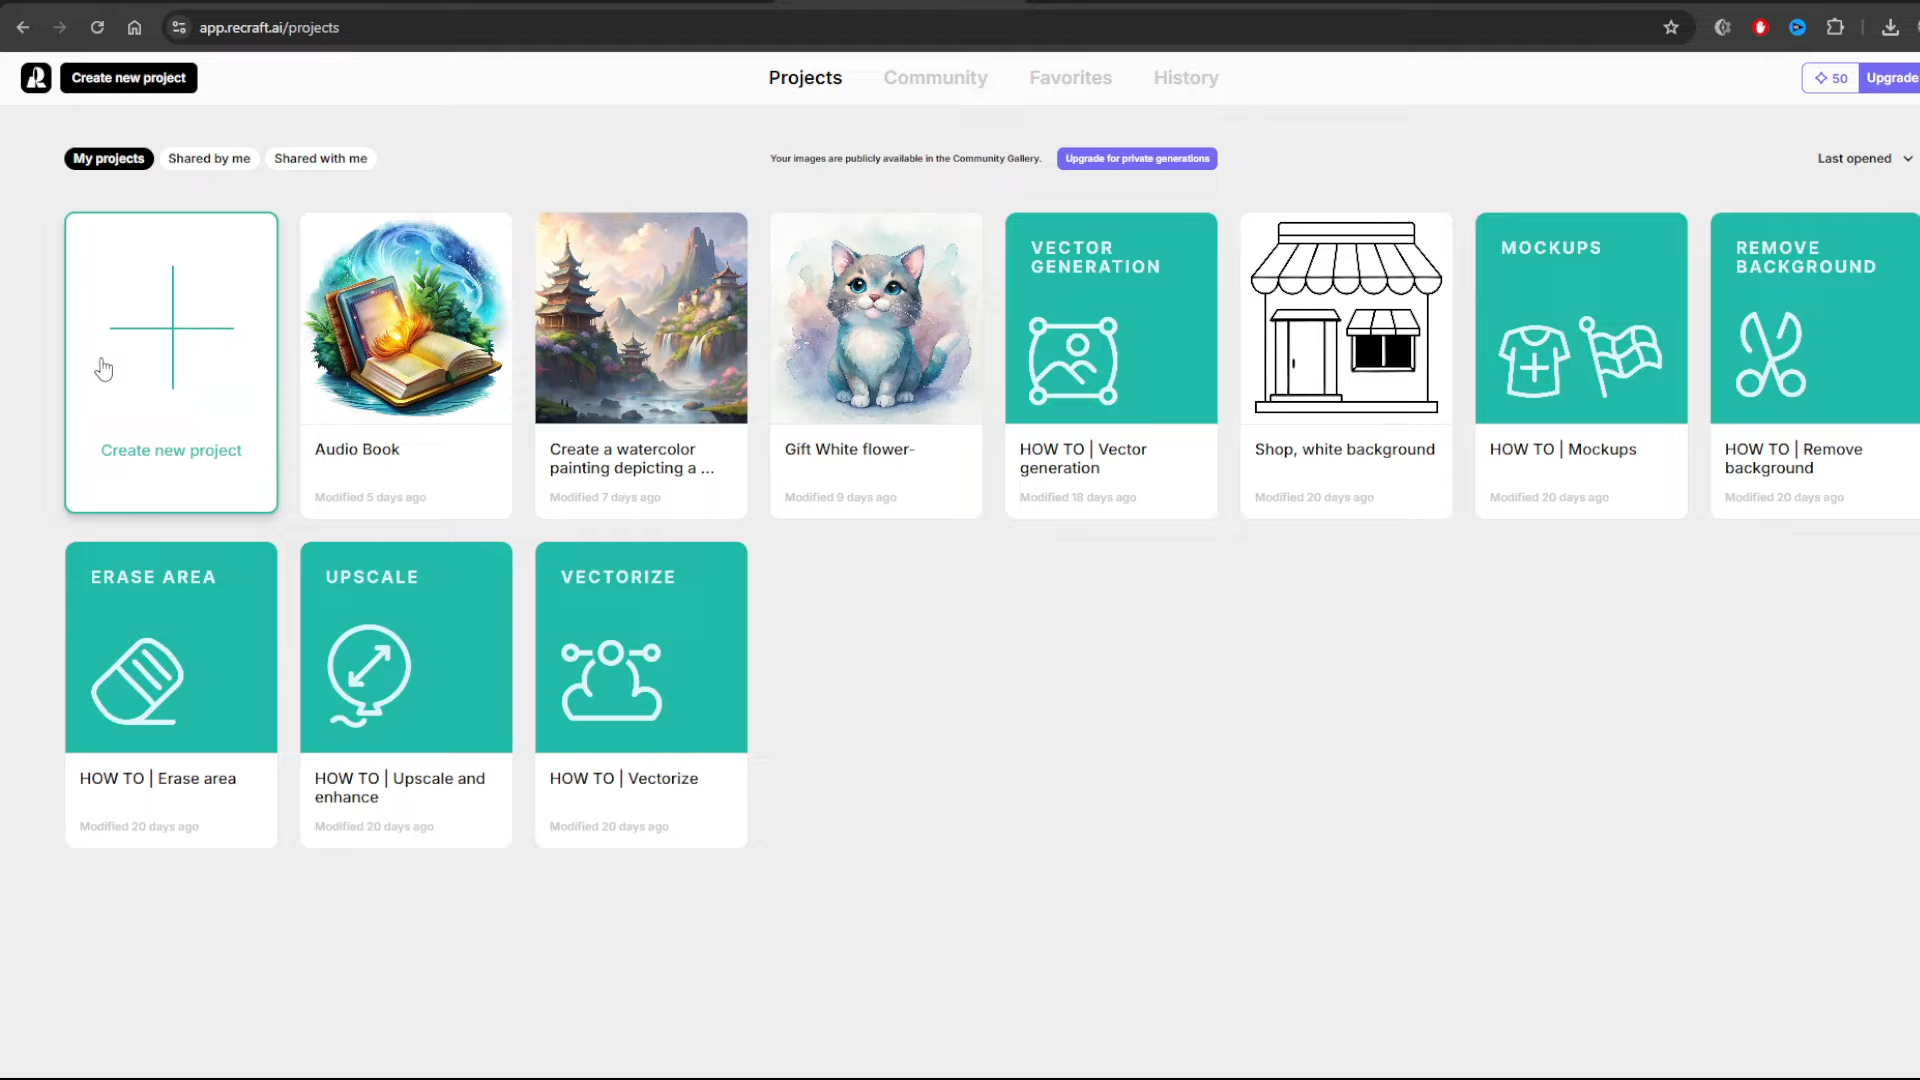 app.recraft.ai/projects
Create new project
Projects
Community
Favorites
History
50
Upgrade
My projects
Shared by me
Shared with me
Your images are publicly available in the Community Gallery.
Upgrade for private generations
Last opened
Create new project
Audio Book
Modified 5 days ago
Create a watercolor
painting depicting a ...
Modified 7 days ago
Gift White flower-
Modified 9 days ago
VECTOR
GENERATION
HOW TO | Vector
generation
Modified 18 days ago
Shop, white background
Modified 20 days ago
MOCKUPS
HOW TO | Mockups
Modified 20 days ago
REMOVE
BACKGROUND
HOW TO | Remove
background
Modified 20 days ago
ERASE AREA
HOW TO | Erase area
Modified 20 days ago
UPSCALE
HOW TO | Upscale and
enhance
Modified 20 days ago
VECTORIZE
HOW TO | Vectorize
Modified 20 days ago